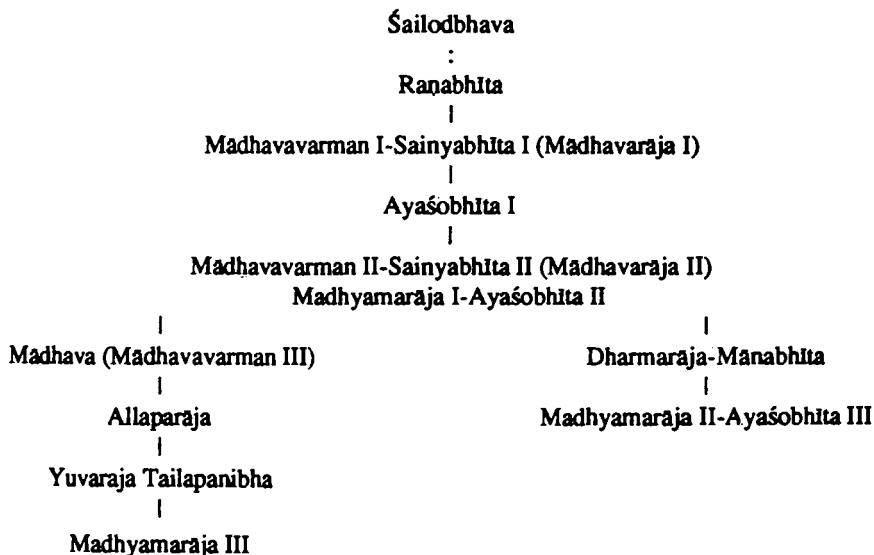 Śailodbhava
:
Raṇabhīta
|
Mādhavavarman I-Sainyabhīta I (Mādhavarāja I)
|
Ayaśobhīta I
|
Mādhavavarman II-Sainyabhīta II (Mādhavarāja II)
Madhyamarāja I-Ayaśobhīta II
| |
Mādhava (Mādhavavarman III) Dharmarāja-Mānabhīta
| |
Allaparāja Madhyamarāja II-Ayaśobhīta III
|
Yuvaraja Tailapanibha
|
Madhyamarāja III